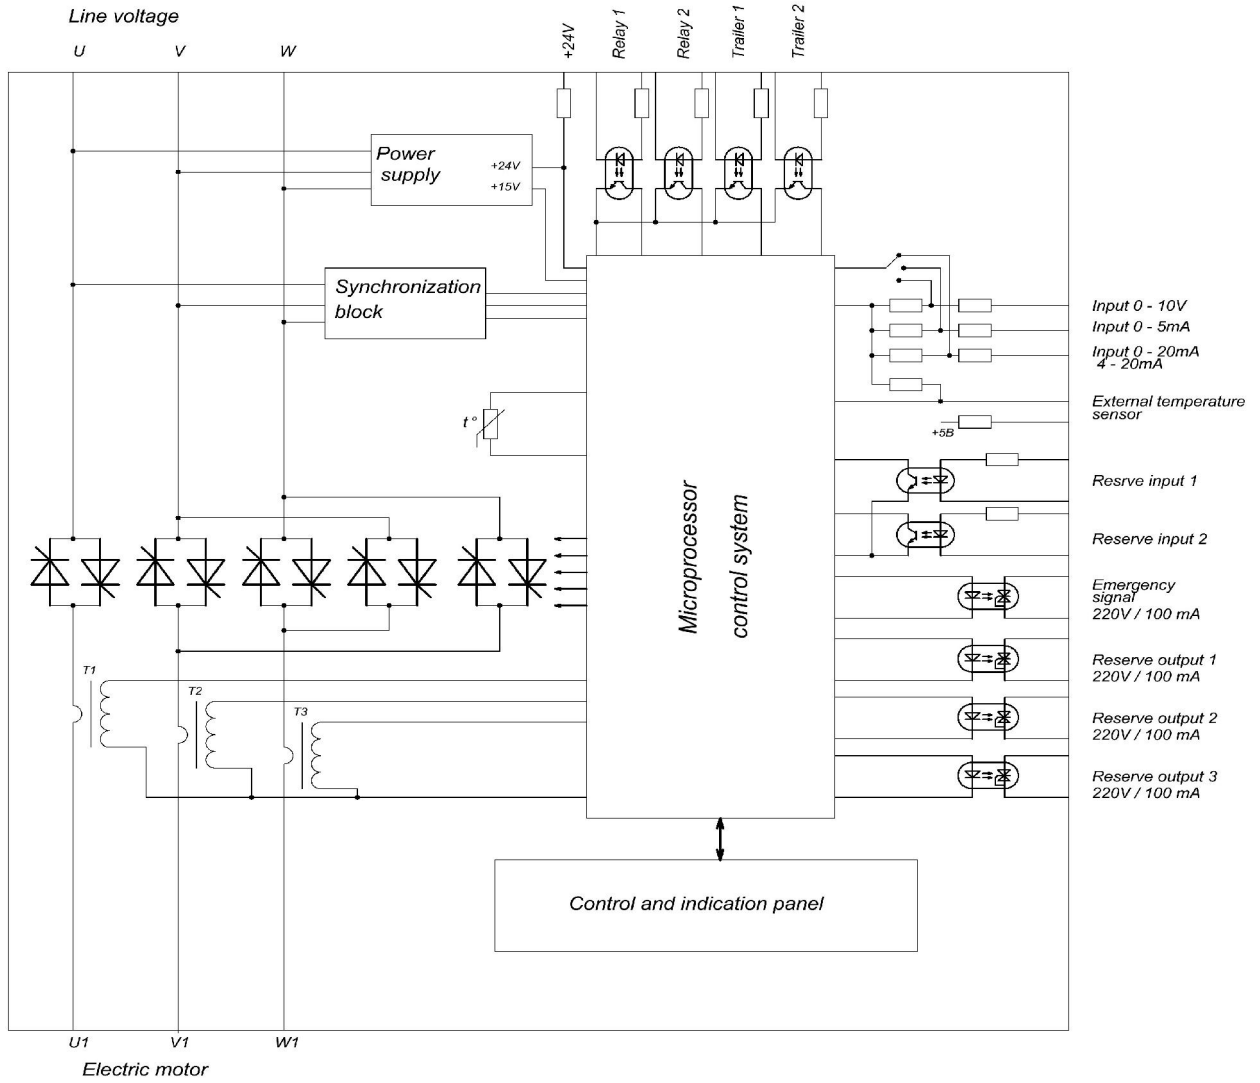 Line voltage
U
V
W
+24V
Relay 1
Relay 2
Trailer 1
Trailer 2
Power
supply
+24V
+15V
Synchronization
block
t°
Microprocessor
control system
Input 0 - 10V
Input 0 - 5mA
Input 0 - 20mA
4 - 20mA
External temperature
sensor
+5B
Resrve input 1
Reserve input 2
Emergency
signal
220V / 100 mA
Reserve output 1
220V / 100 mA
Reserve output 2
220V / 100 mA
Reserve output 3
220V / 100 mA
T1
T2
T3
Control and indication panel
U1
V1
W1
Electric motor